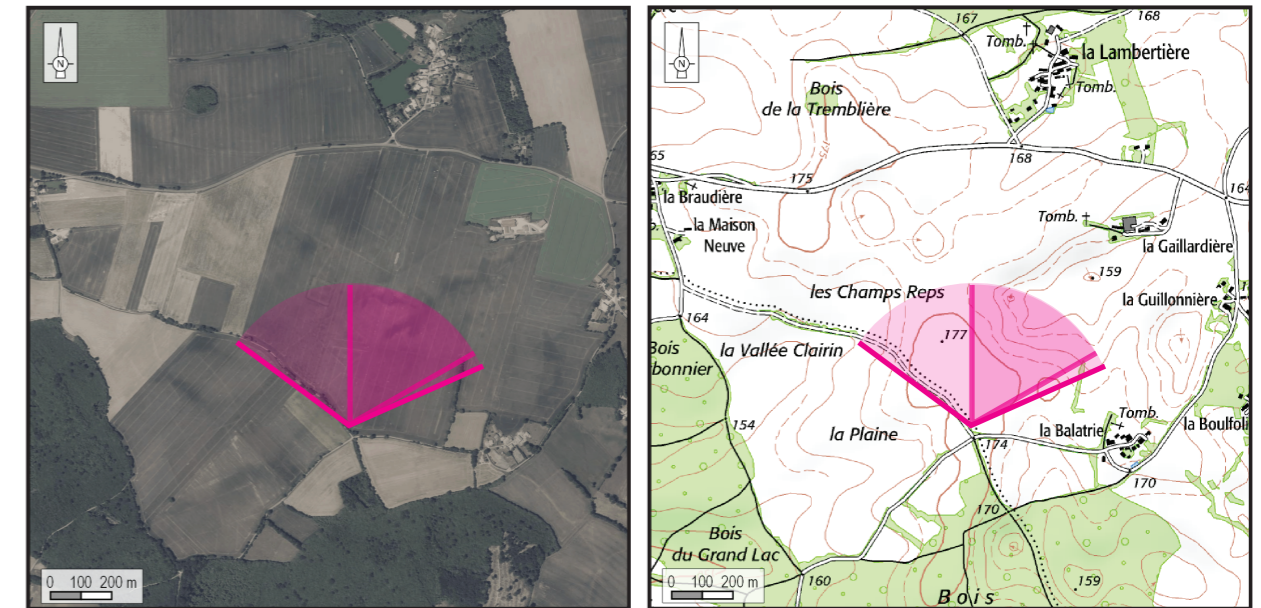 N
0 100 200 m
N
167
168
Tomb.
la Lambertière
Tomb.
Bois
de la Tremblière
175
168
65
175
164
la Braudière
la Maison
Neuve
Tomb.
la Gaillardière
159
les Champs Reps
la Guillonnière
164
177
Bois
bonnier
la Vallée Clairin
154
la Plaine
la Balatrie
Tomb.
la Boulfoli
174
170
170
Bois
du Grand Lac
160
159
Bois
0 100 200 m